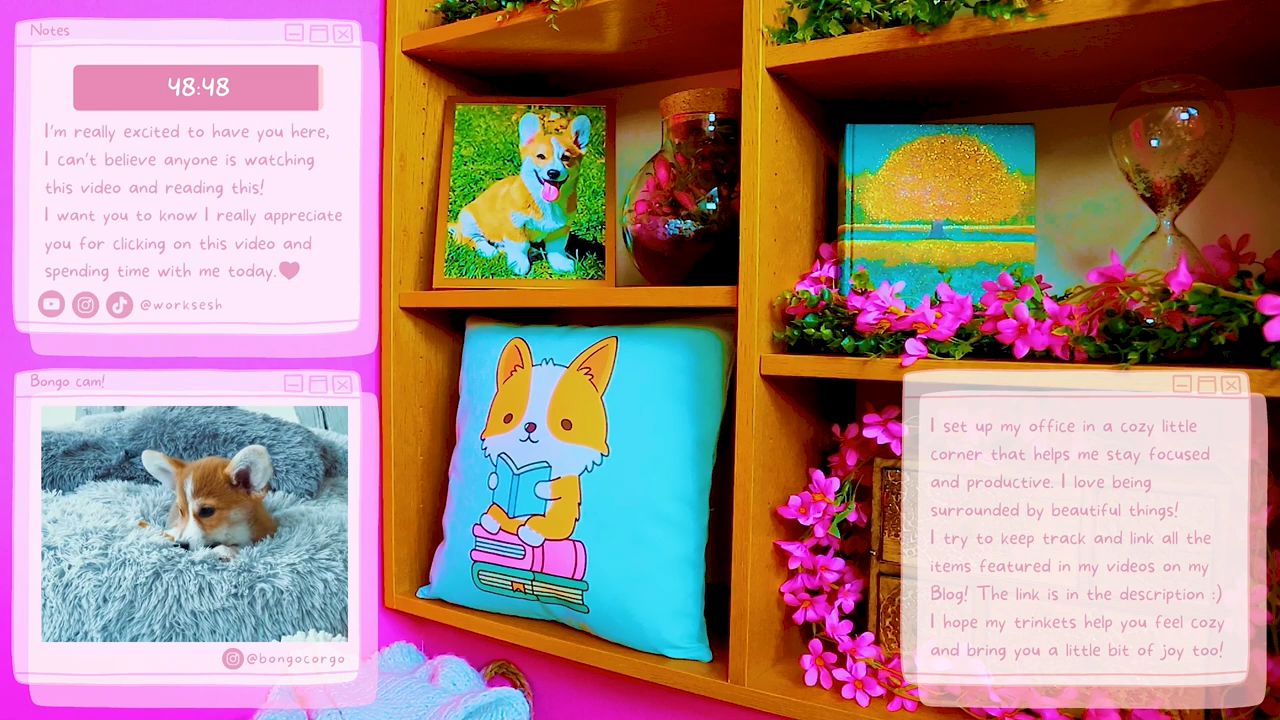 Notes
48:48
I'm really excited to have you here,
I can't believe anyone is watching
this video and reading this!
I want you to know I really appreciate
you for clicking on this video and
spending time with me today.
@worksesh
Bongo cam!
@bongocorgo
I set up my office in a cozy little
corner that helps me stay focused
and productive. I love being
surrounded by beautiful things!
I try to keep track and link all the
items featured in my videos on my
Blog! The link is in the description :)
I hope my trinkets help you feel cozy
and bring you a little bit of joy too!